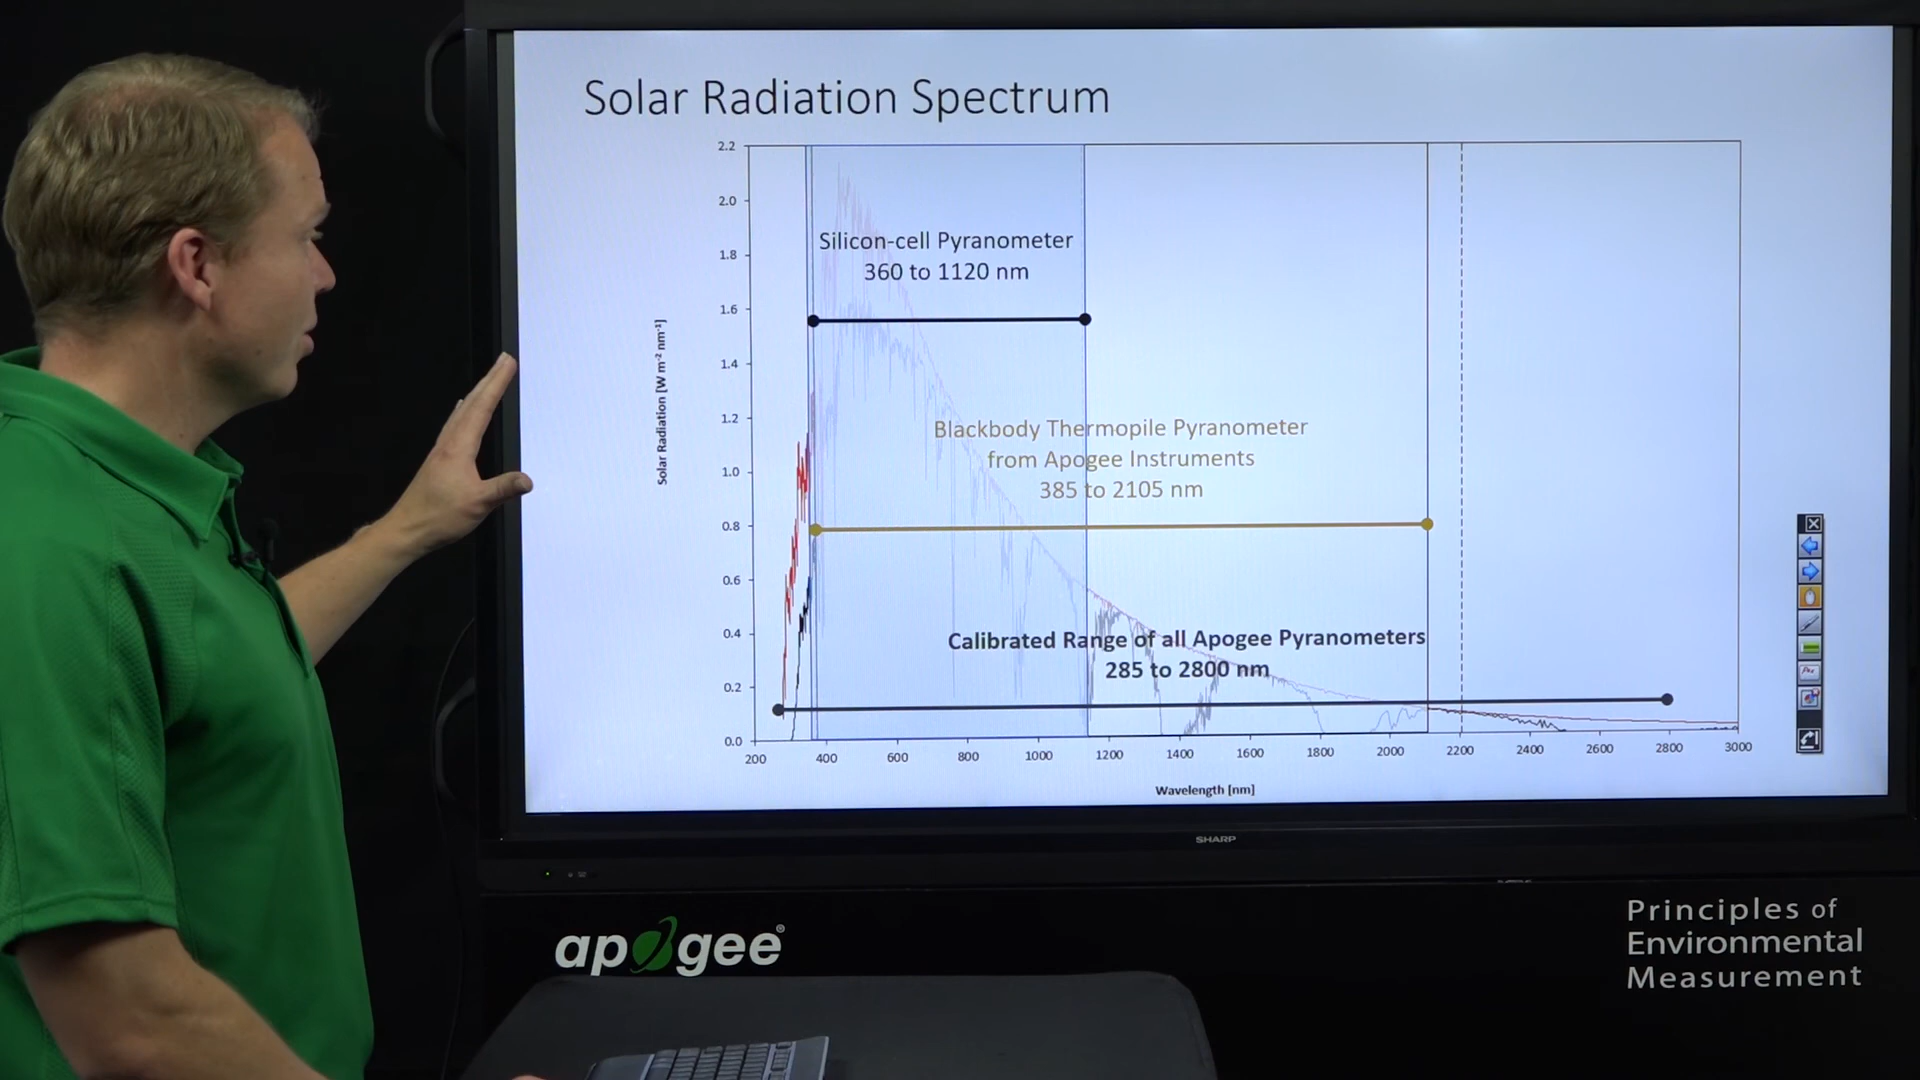 Solar Radiation Spectrum
2.2
2.0
1.8
1.6
1.4
1.2
1.0
0.8
0.6
0.4
0.2
0.0
Solar Radiation [W m-2 nm-1]
Silicon-cell Pyranometer
360 to 1120 nm
Blackbody Thermopile Pyranometer
from Apogee Instruments
385 to 2105 nm
Calibrated Range of all Apogee Pyranometers
285 to 2800 nm
200 400 600 800 1000 1200 1400 1600 1800 2000 2200 2400 2600 2800 3000
Wavelength [nm]
SHARP
apogee®
Principles of
Environmental
Measurement